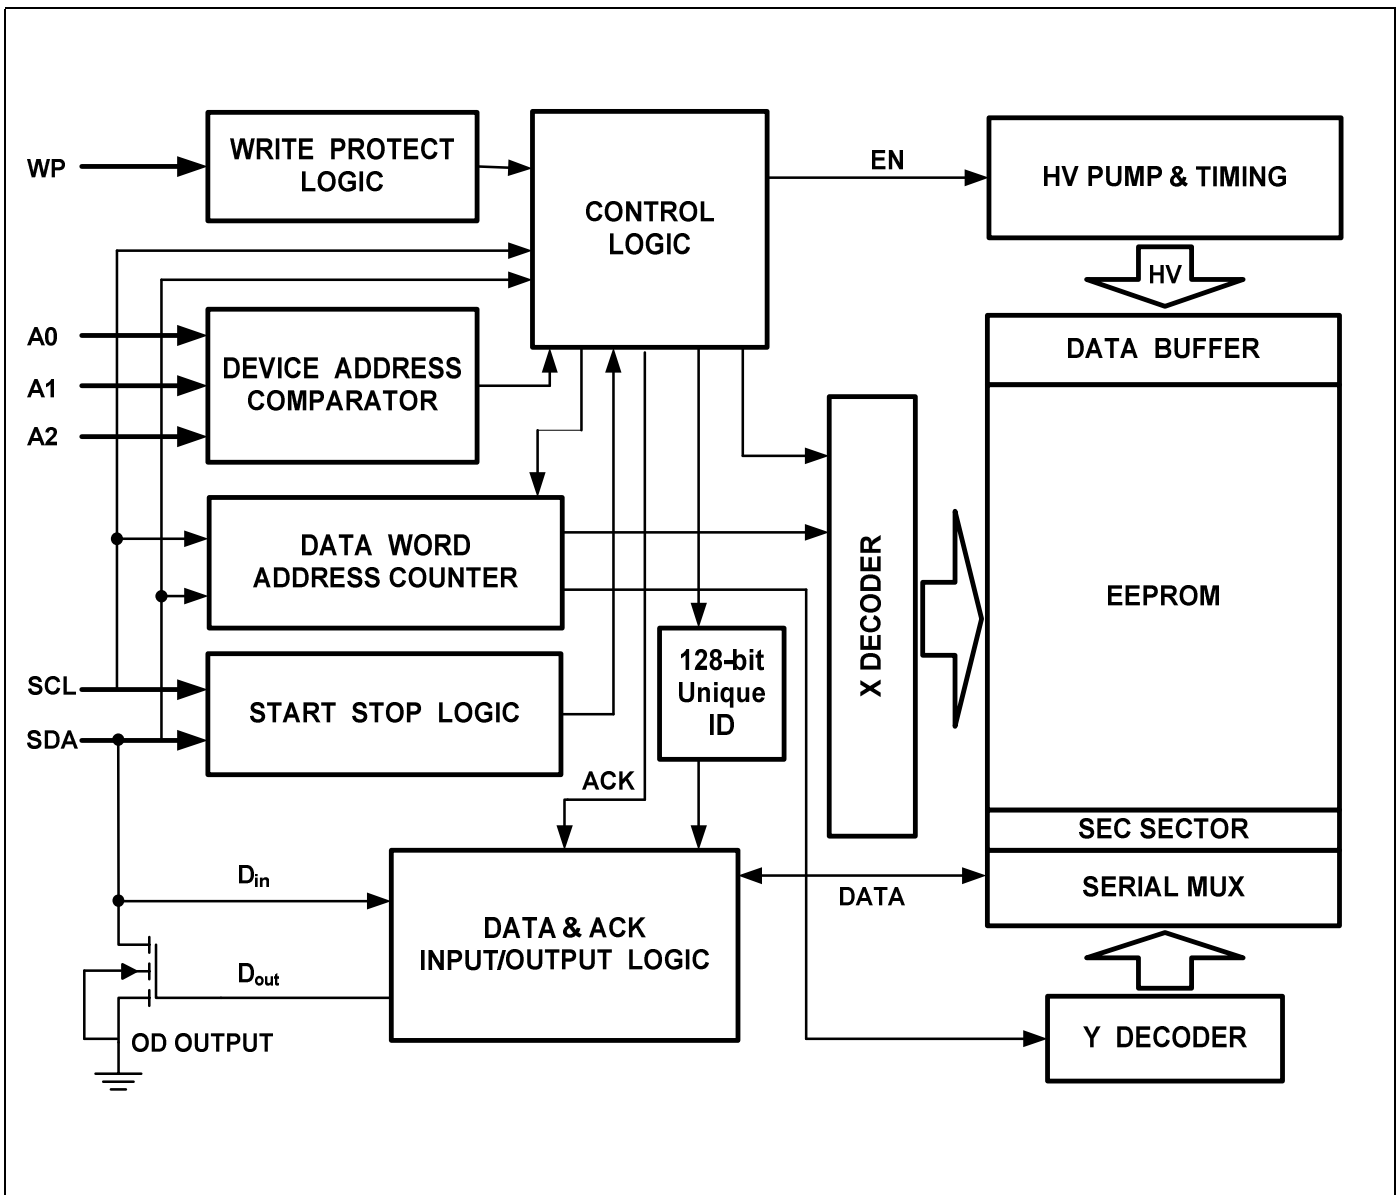 WP
WRITE PROTECT
LOGIC
CONTROL
LOGIC
EN
HV PUMP & TIMING
HV
A0
A1
A2
DEVICE ADDRESS
COMPARATOR
DATA BUFFER
DATA WORD
ADDRESS COUNTER
X DECODER
EEPROM
SCL
SDA
START STOP LOGIC
128-bit
Unique
ID
ACK
SEC SECTOR
SERIAL MUX
Din
DATA
DATA & ACK
INPUT/OUTPUT LOGIC
Dout
OD OUTPUT
Y DECODER